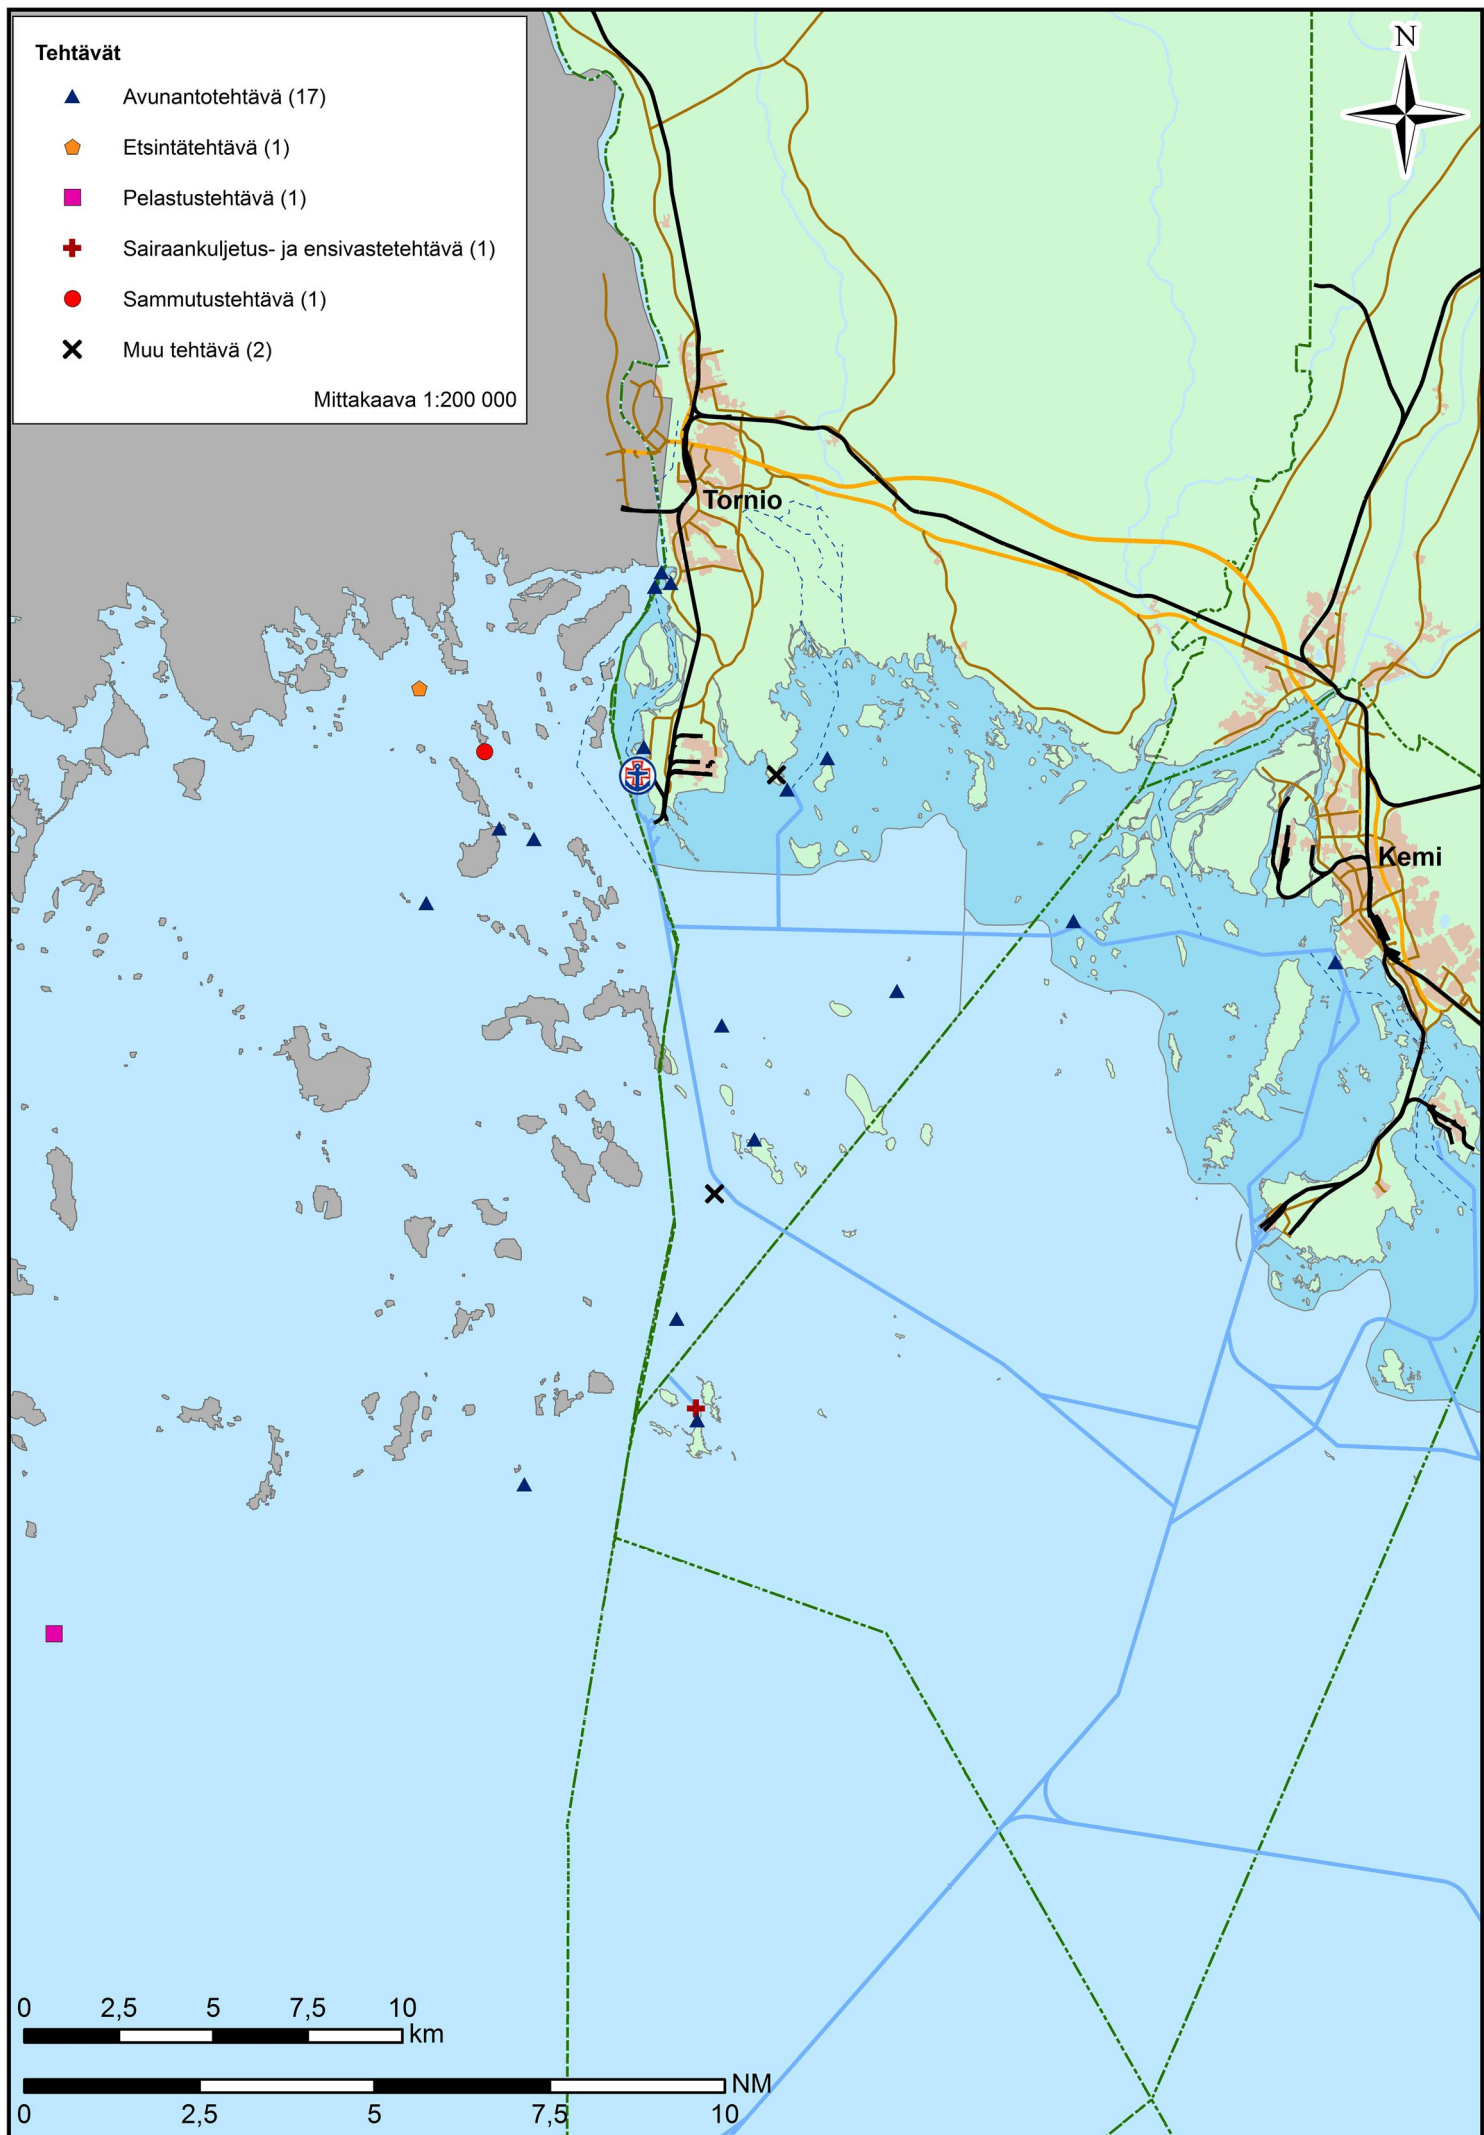 Tehtävät
Avunantotehtävä (17)
Etsintätehtävä (1)
Pelastustehtävä (1)
Sairaankuljetus- ja ensivastetehtävä (1)
Sammutustehtävä (1)
Muu tehtävä (2)
Mittakaava 1:200 000
N
Tornio
Kemi
0 2,5 5 7,5 10
km
NM
0 2,5 5 7,5 10